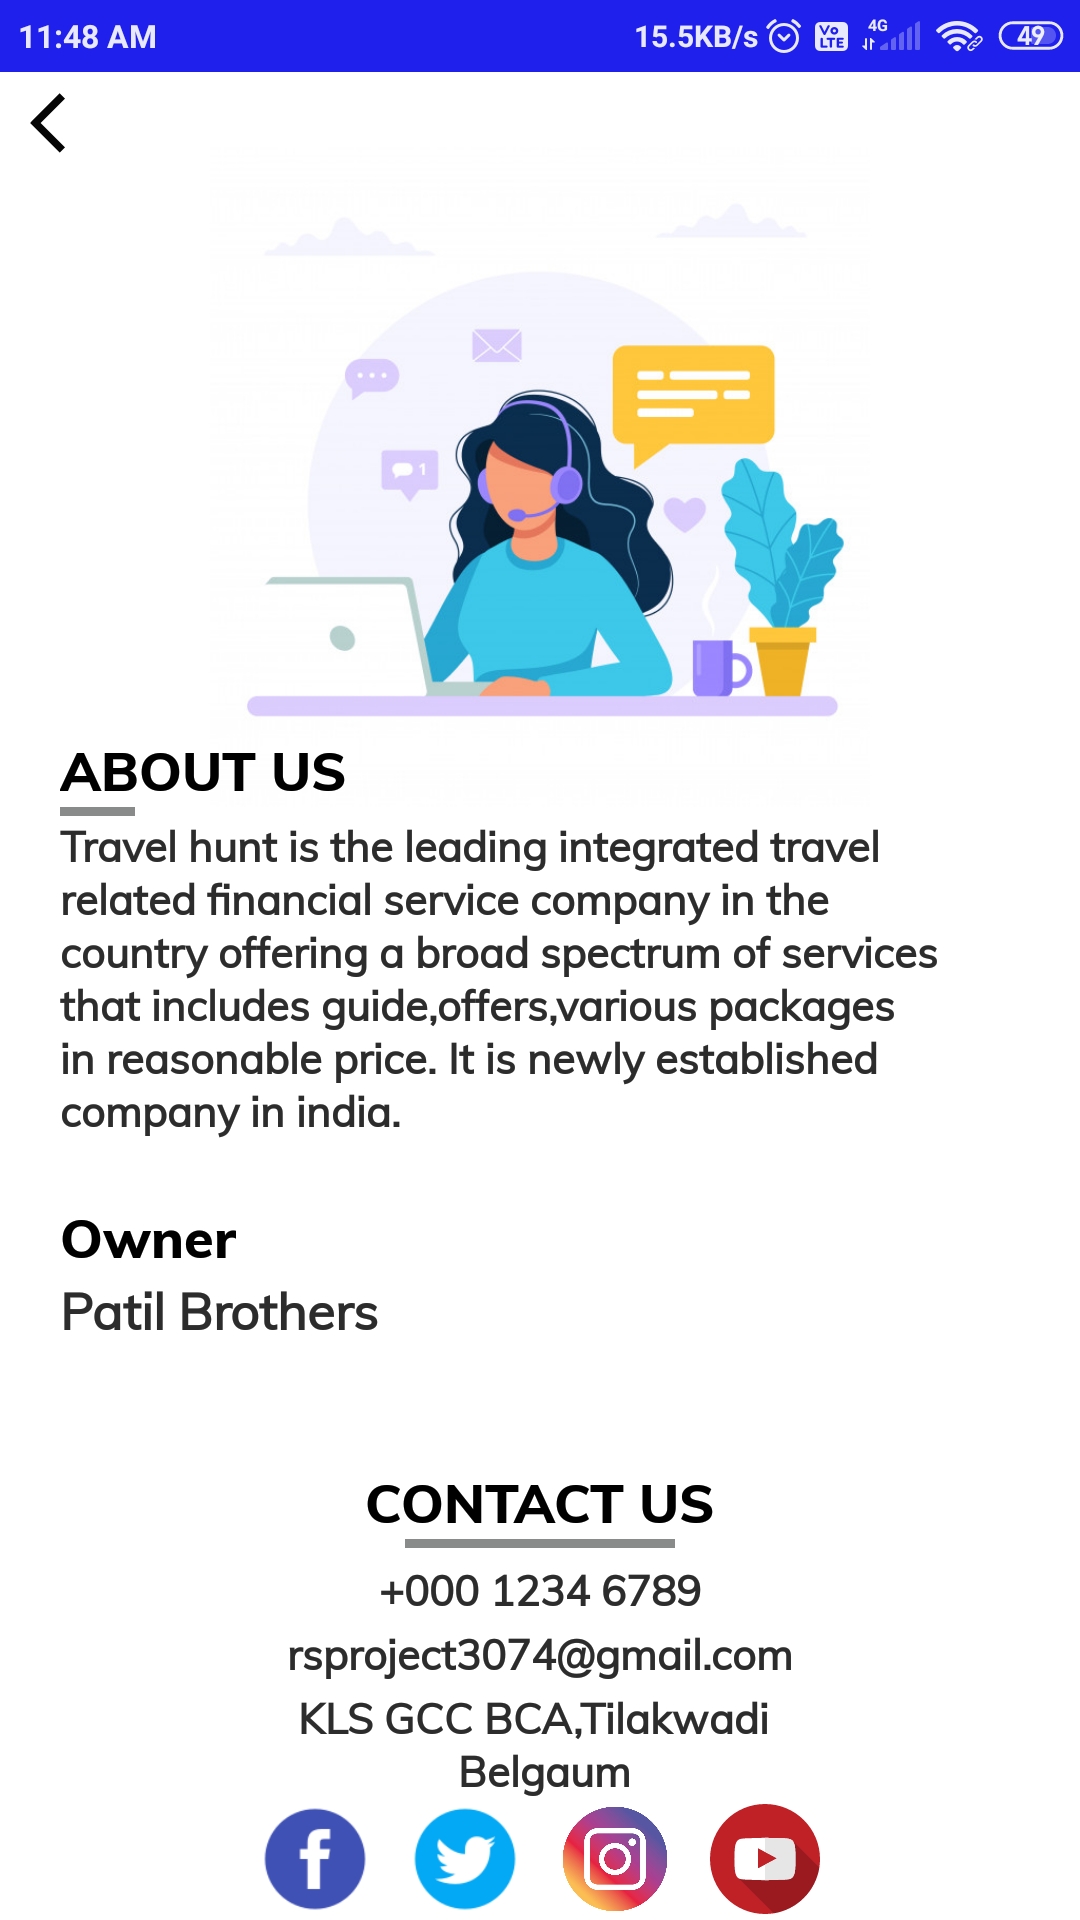 11:48 AM
15.5KB/s
Vo LTE
4G
49
1
ABOUT US
Travel hunt is the leading integrated travel
related financial service company in the
country offering a broad spectrum of services
that includes guide,offers,various packages
in reasonable price. It is newly established
company in india.
Owner
Patil Brothers
CONTACT US
+000 1234 6789
rsproject3074@gmail.com
KLS GCC BCA,Tilakwadi
Belgaum